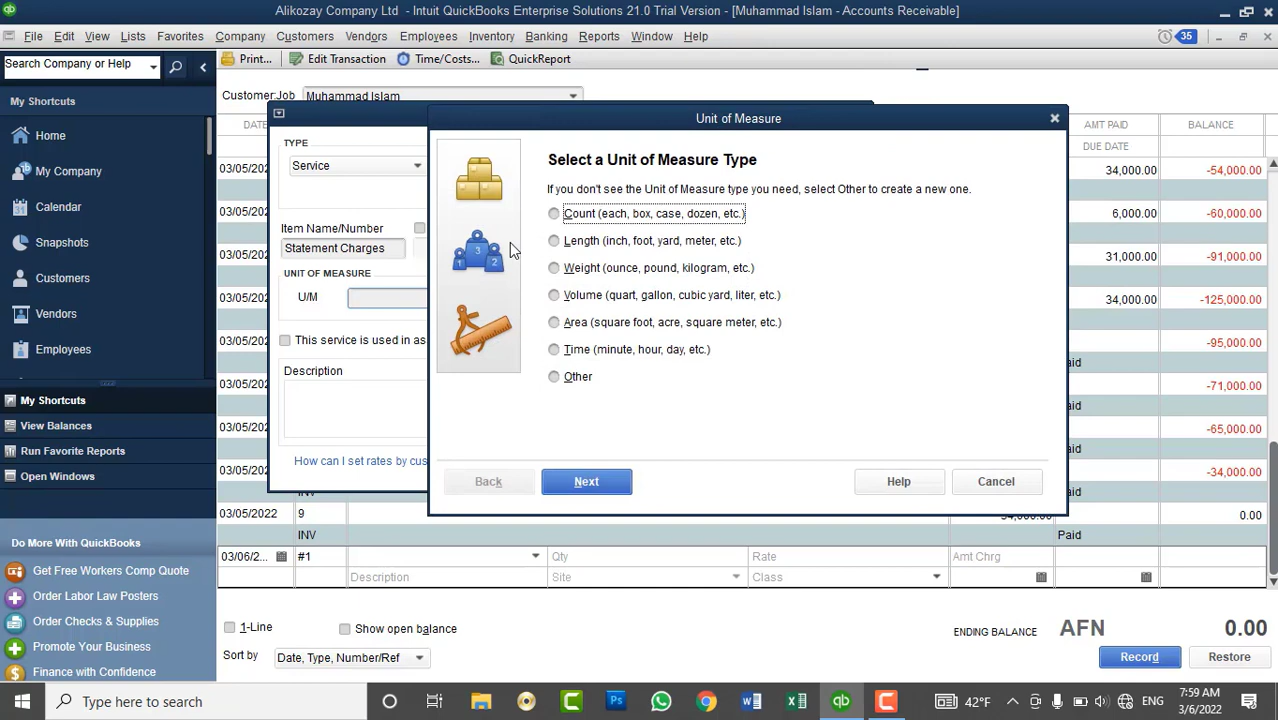 Alikozay Company Ltd - Intuit QuickBooks Enterprise Solutions 21.0 Trial Version - [Muhammad Islam - Accounts Receivable]
File Edit View Lists Favorites Company Customers Vendors Employees Inventory Banking Reports Window Help
35
Search Company or Help
Print... Edit Transaction Time/Costs... QuickReport
My Shortcuts
Customer:Job Muhammad Islam
Home
My Company
Calendar
Snapshots
Customers
Vendors
Employees
My Shortcuts
View Balances
Run Favorite Reports
Open Windows
Do More With QuickBooks
Get Free Workers Comp Quote
Order Labor Law Posters
Order Checks & Supplies
Promote Your Business
Finance with Confidence
TYPE
Service
Item Name/Number
Statement Charges
UNIT OF MEASURE
U/M
This service is used in as
Description
How can I set rates by cus
Unit of Measure
Select a Unit of Measure Type
If you don't see the Unit of Measure type you need, select Other to create a new one.
Count (each, box, case, dozen, etc.)
Length (inch, foot, yard, meter, etc.)
Weight (ounce, pound, kilogram, etc.)
Volume (quart, gallon, cubic yard, liter, etc.)
Area (square foot, acre, square meter, etc.)
Time (minute, hour, day, etc.)
Other
3
1 2
Back Next Help Cancel
AMT PAID BALANCE
DUE DATE
03/05/202 34,000.00 -54,000.00
03/05/202 6,000.00 -60,000.00
03/05/202 31,000.00 -91,000.00
03/05/202 34,000.00 -125,000.00
03/05/202 -95,000.00
aid
03/05/202 -71,000.00
aid
03/05/202 -65,000.00
aid
03/05/202 -34,000.00
INV aid
03/05/2022 9 34,000.00 0.00
INV Paid
03/06/2... #1 Qty Rate Amt Chrg
Description Site Class
1-Line Show open balance
Sort by Date, Type, Number/Ref
ENDING BALANCE AFN 0.00
Record Restore
Type here to search
42°F ENG 7:59 AM
3/6/2022